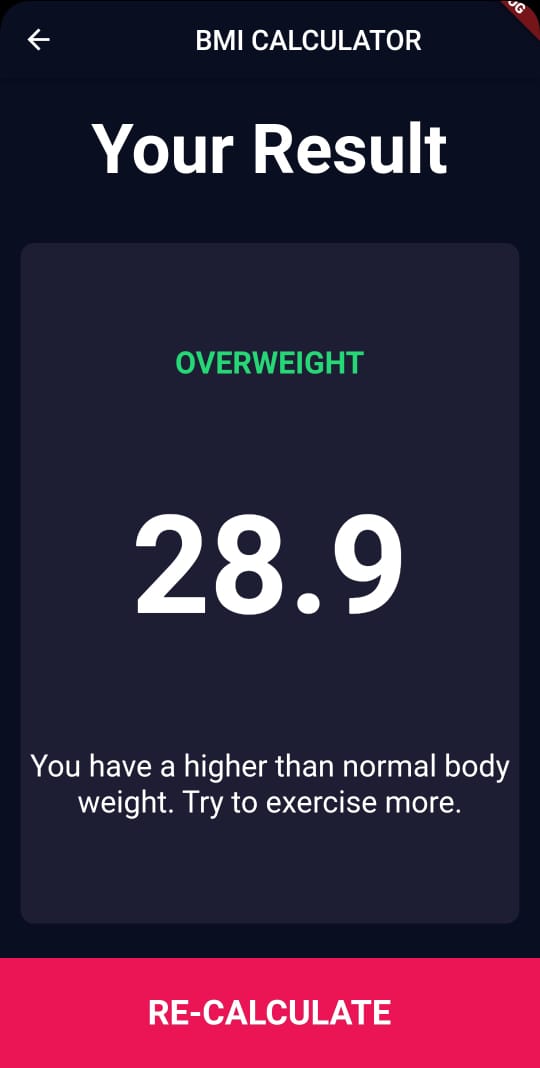 BMI CALCULATOR
Your Result
OVERWEIGHT
28.9
You have a higher than normal body
weight. Try to exercise more.
RE-CALCULATE